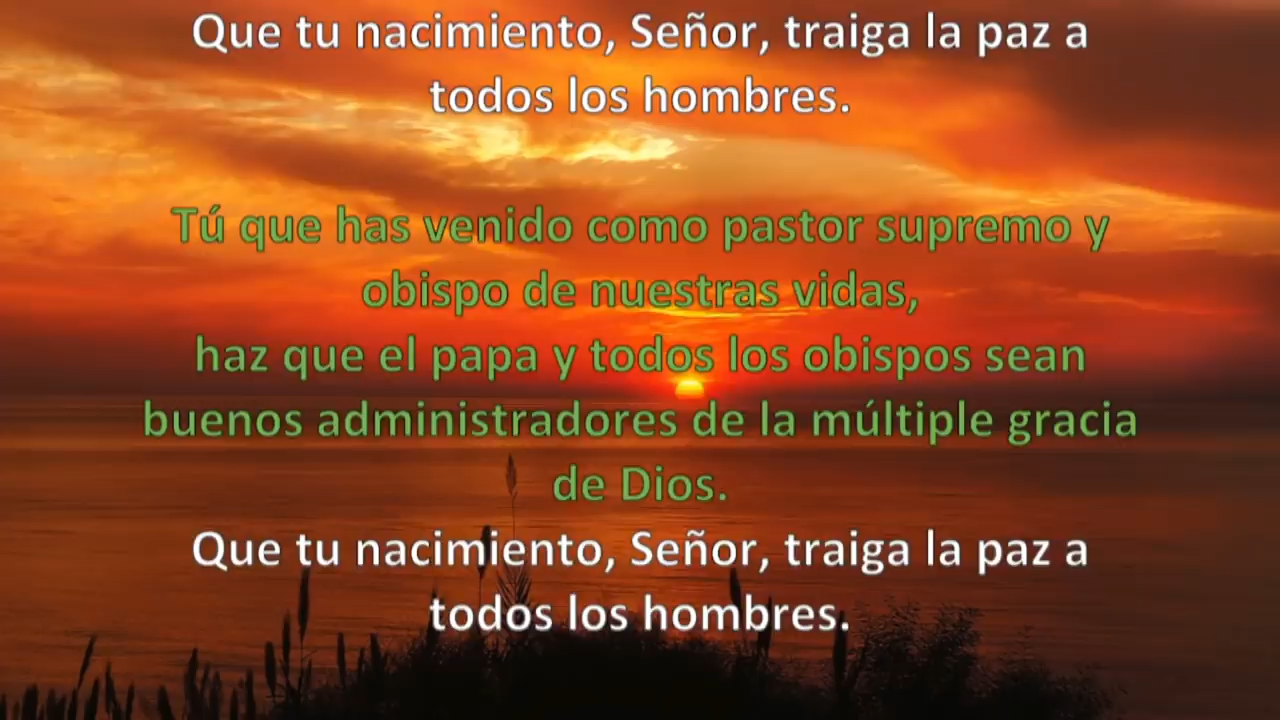 Que tu nacimiento, Señor, traiga la paz a
todos los hombres.
Tú que has venido como pastor supremo y
obispo de nuestras vidas,
haz que el papa y todos los obispos sean
buenos administradores de la múltiple gracia
de Dios.
Que tu nacimiento, Señor, traiga la paz a
todos los hombres.